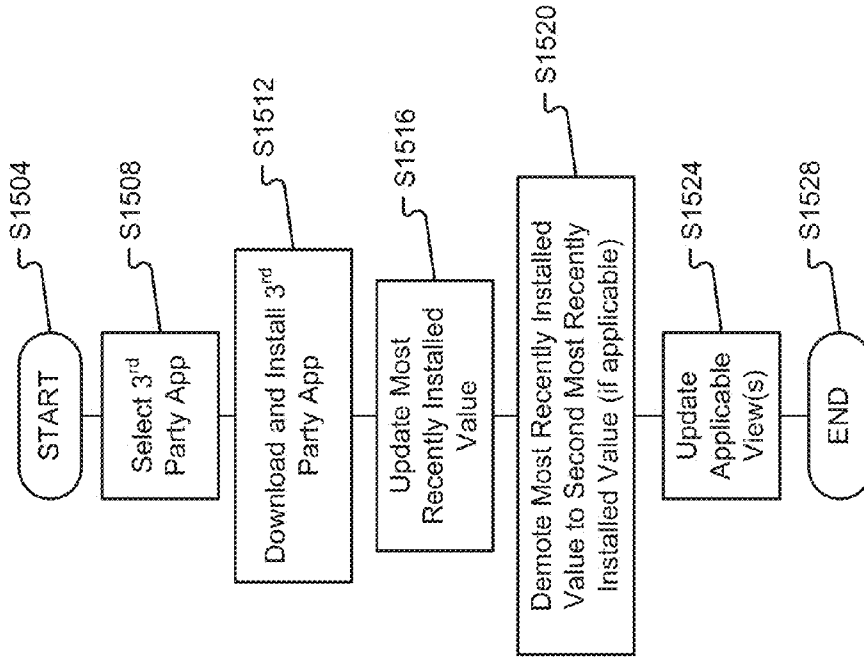 START
S1504
Select 3rd
Party App
S1508
Download and Install 3rd
Party App
S1512
Update Most
Recently Installed
Value
S1516
Demote Most Recently Installed
Value to Second Most Recently
Installed Value (if applicable)
S1520
Update
Applicable
View(s)
S1524
END
S1528